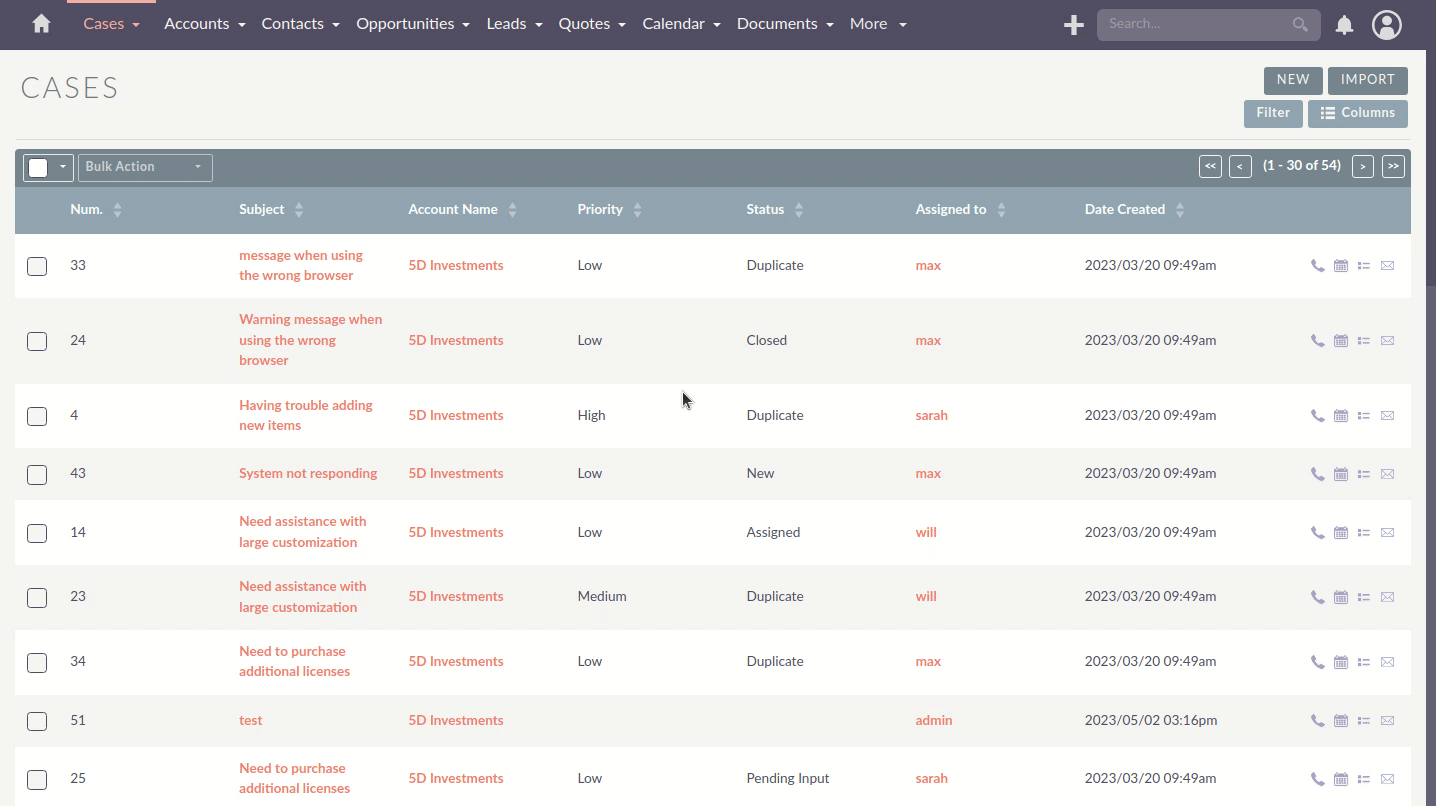 Cases Accounts Contacts Opportunities Leads Quotes Calendar Documents More Search...
CASES
NEW IMPORT
Filter Columns
Bulk Action << < (1 - 30 of 54) > >>
Num. Subject Account Name Priority Status Assigned to Date Created
33 message when using the wrong browser 5D Investments Low Duplicate max 2023/03/20 09:49am
24 Warning message when using the wrong browser 5D Investments Low Closed max 2023/03/20 09:49am
4 Having trouble adding new items 5D Investments High Duplicate sarah 2023/03/20 09:49am
43 System not responding 5D Investments Low New max 2023/03/20 09:49am
14 Need assistance with large customization 5D Investments Low Assigned will 2023/03/20 09:49am
23 Need assistance with large customization 5D Investments Medium Duplicate will 2023/03/20 09:49am
34 Need to purchase additional licenses 5D Investments Low Duplicate max 2023/03/20 09:49am
51 test 5D Investments admin 2023/05/02 03:16pm
25 Need to purchase additional licenses 5D Investments Low Pending Input sarah 2023/03/20 09:49am